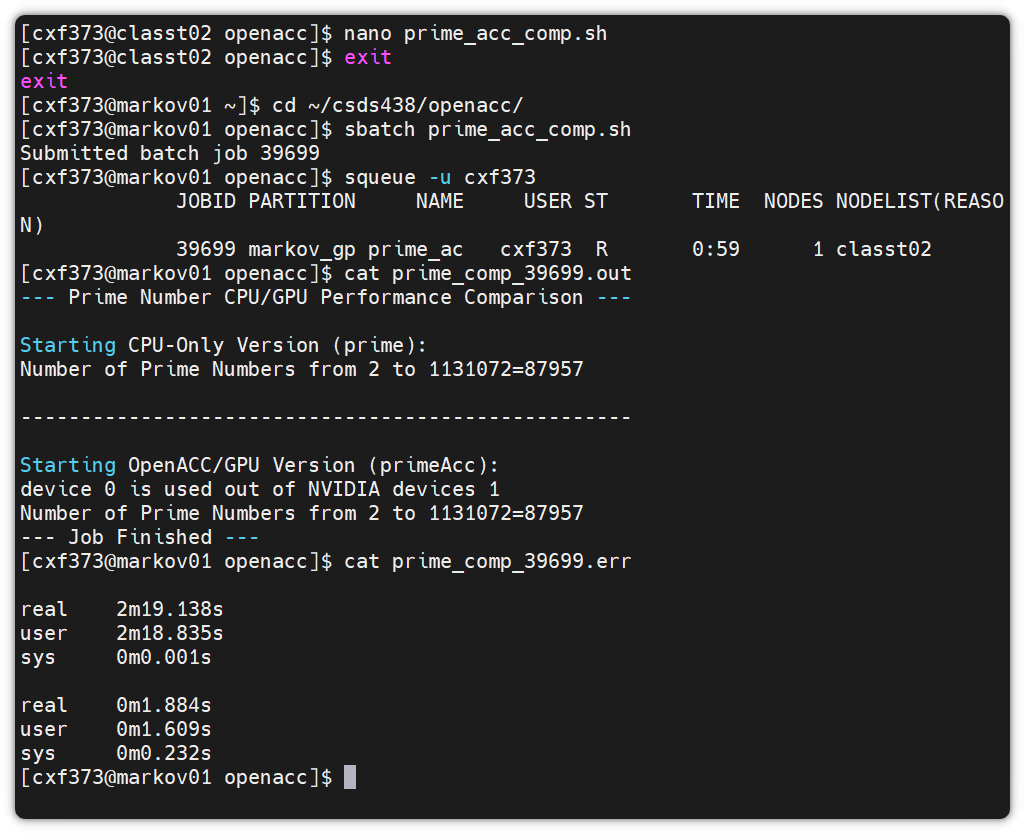 [cxf373@classt02 openacc]$ nano prime_acc_comp.sh
[cxf373@classt02 openacc]$ exit
exit
[cxf373@markov01 ~]$ cd ~/csds438/openacc/
[cxf373@markov01 openacc]$ sbatch prime_acc_comp.sh
Submitted batch job 39699
[cxf373@markov01 openacc]$ squeue -u cxf373
             JOBID PARTITION     NAME     USER ST       TIME  NODES NODELIST(REASO
N)
             39699 markov_gp prime_ac   cxf373  R       0:59      1 classt02
[cxf373@markov01 openacc]$ cat prime_comp_39699.out
--- Prime Number CPU/GPU Performance Comparison ---

Starting CPU-Only Version (prime):
Number of Prime Numbers from 2 to 1131072=87957

---------------------------------------------------

Starting OpenACC/GPU Version (primeAcc):
device 0 is used out of NVIDIA devices 1
Number of Prime Numbers from 2 to 1131072=87957
--- Job Finished ---
[cxf373@markov01 openacc]$ cat prime_comp_39699.err

real    2m19.138s
user    2m18.835s
sys     0m0.001s

real    0m1.884s
user    0m1.609s
sys     0m0.232s
[cxf373@markov01 openacc]$